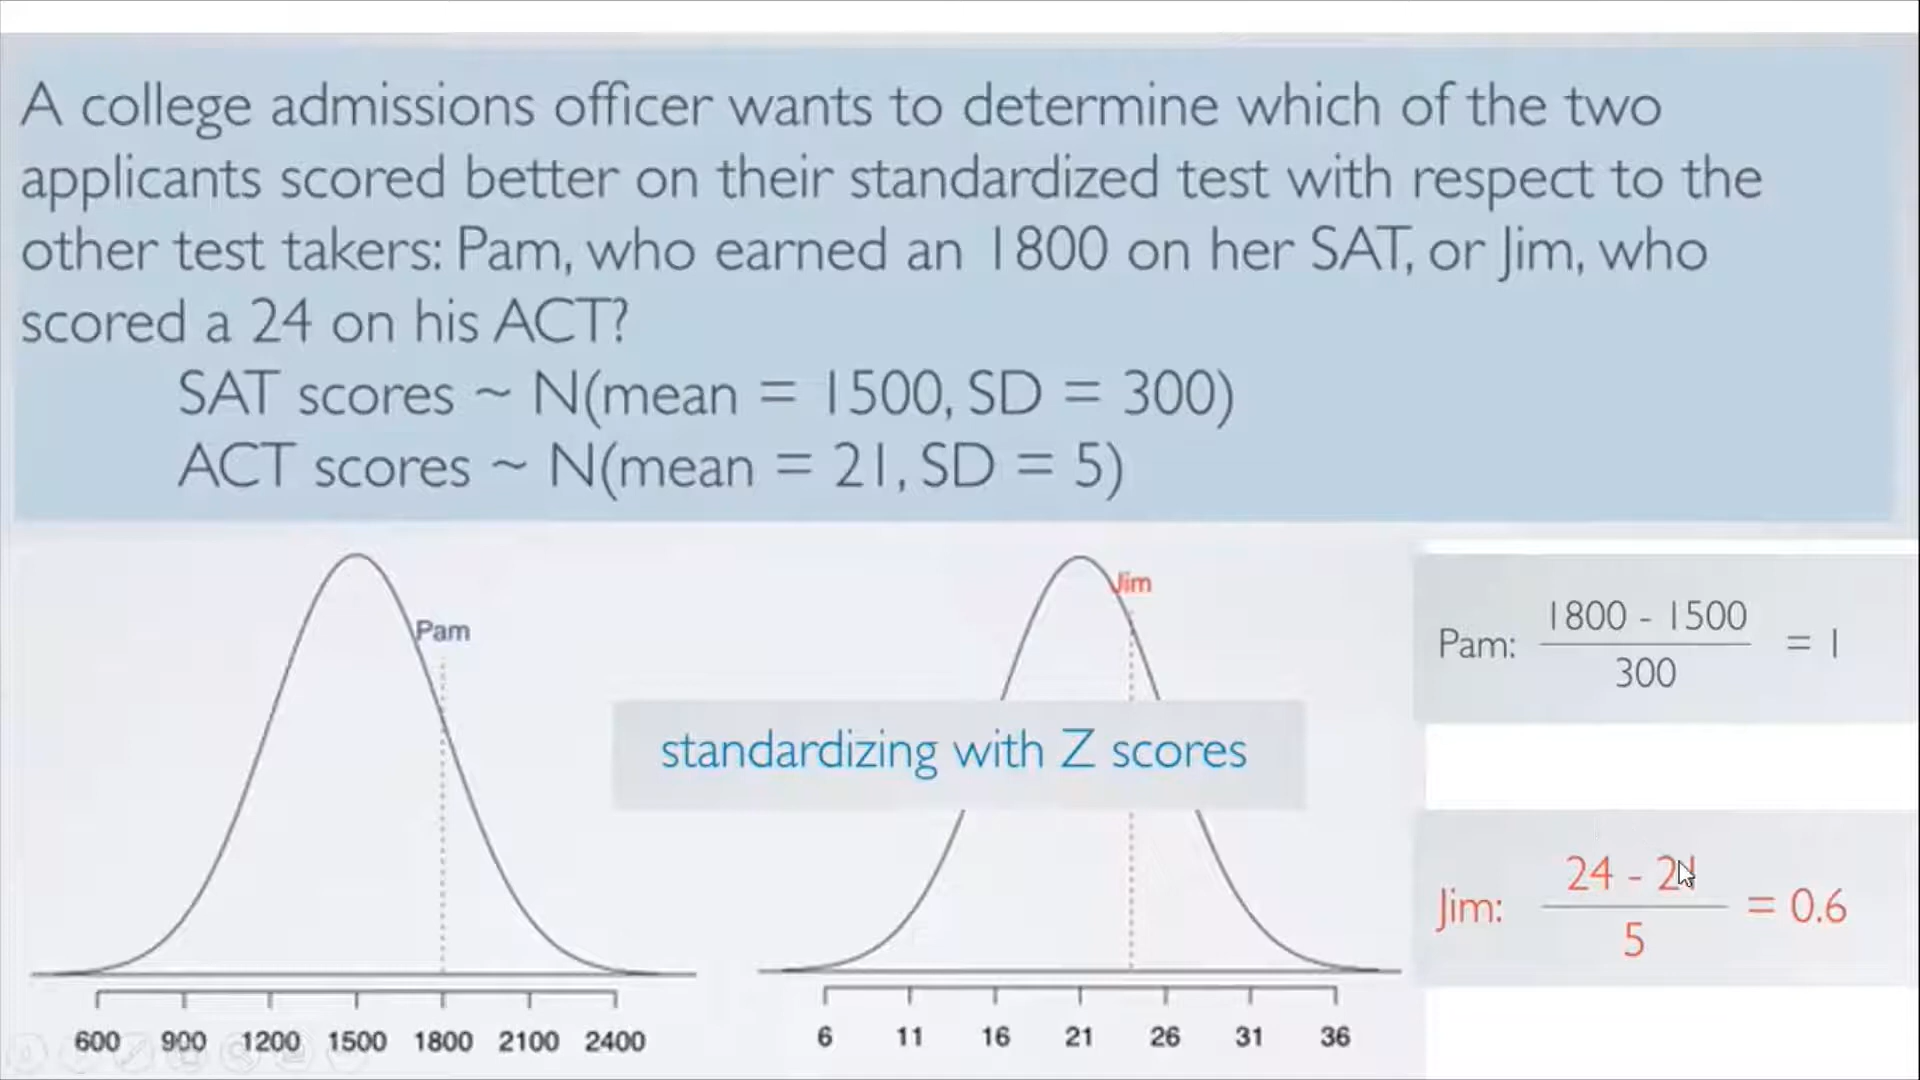 A college admissions officer wants to determine which of the two
applicants scored better on their standardized test with respect to the
other test takers: Pam, who earned an 1800 on her SAT, or Jim, who
scored a 24 on his ACT?
SAT scores ~ N(mean = 1500, SD = 300)
ACT scores ~ N(mean = 21, SD = 5)
Pam
600 900 1200 1500 1800 2100 2400
Jim
6 11 16 21 26 31 36
standardizing with Z scores
Pam: 1800 - 1500
300
= 1
Jim: 24 - 21
5
= 0.6